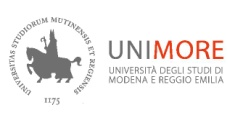 UNIVERSITAS STUDIORUM MUTINENSIS ET REGIENSIS
1175
UNIMORE
UNIVERSITÀ DEGLI STUDI DI
MODENA E REGGIO EMILIA